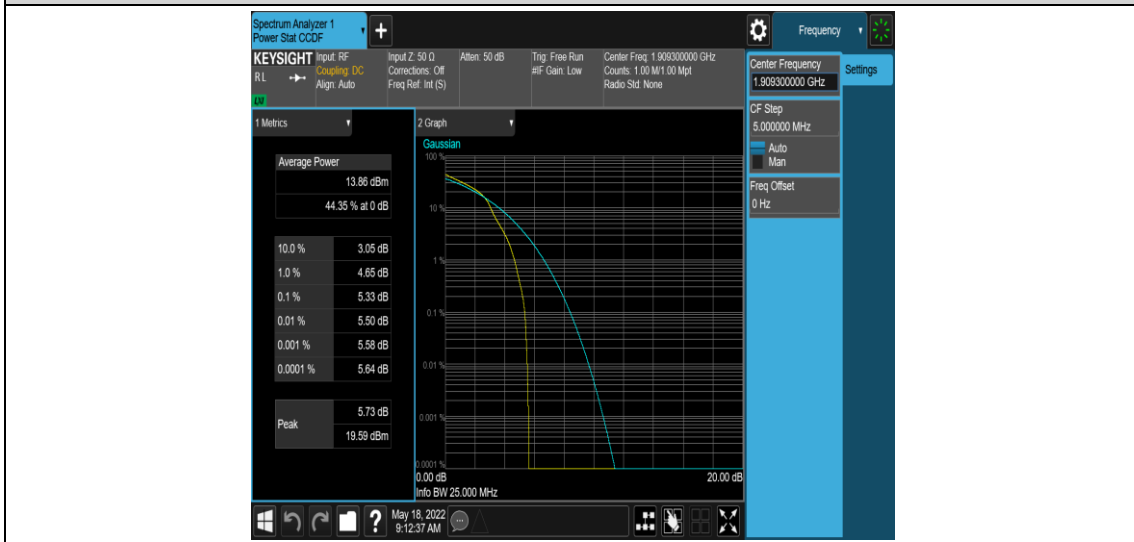 Spectrum Analyzer 1
Power Stat CCDF
+
Frequency
KEYSIGHT
RL
Input: RF
Coupling: DC
Align: Auto
Input Z: 50 Ω
Corrections: Off
Freq Ref: Int (S)
Atten: 50 dB
Trig: Free Run
#IF Gain: Low
Center Freq: 1.909300000 GHz
Counts: 1.00 M/1.00 Mpt
Radio Std: None
Center Frequency
1.909300000 GHz
Settings
CF Step
5.000000 MHz
Auto
Man
Freq Offset
0 Hz
1 Metrics
Average Power
13.86 dBm
44.35 % at 0 dB
10.0 % 3.05 dB
1.0 % 4.65 dB
0.1 % 5.33 dB
0.01 % 5.50 dB
0.001 % 5.58 dB
0.0001 % 5.64 dB
Peak
5.73 dB
19.59 dBm
2 Graph
Gaussian
100 %
10 %
1 %
0.1 %
0.01 %
0.001 %
0.0001 %
0.00 dB 20.00 dB
Info BW 25.000 MHz
?
May 18, 2022
9:12:37 AM